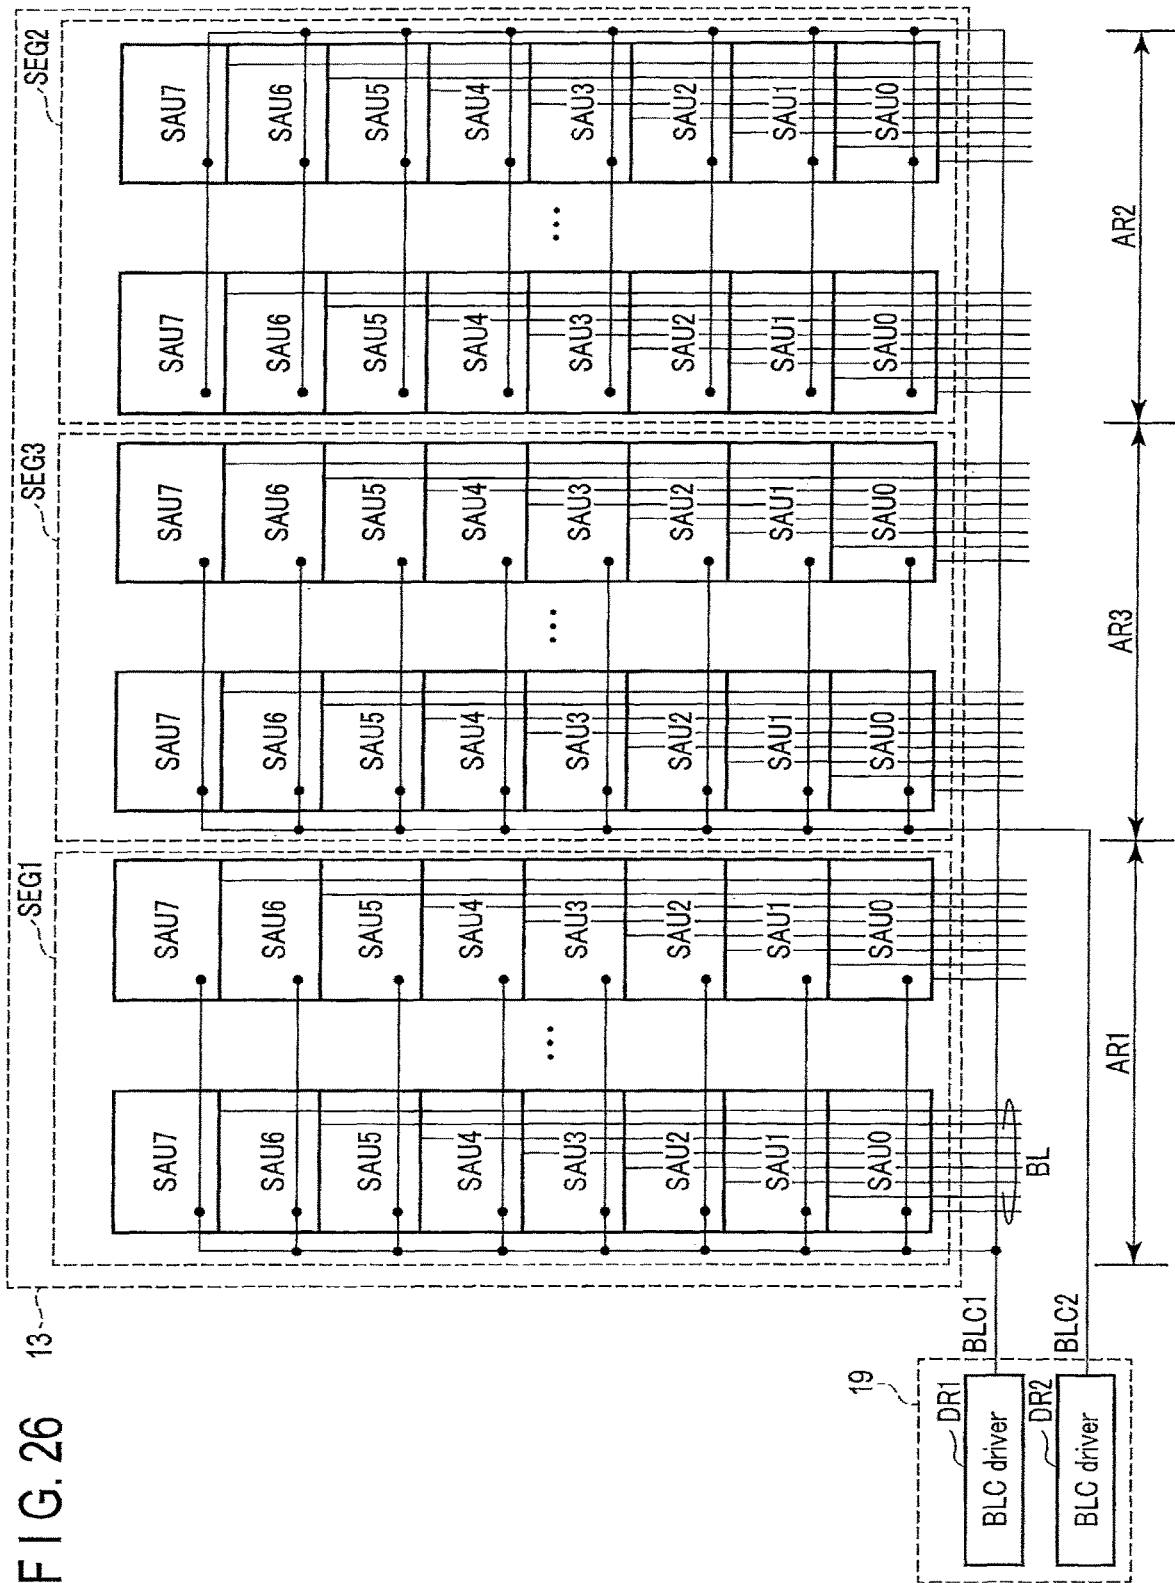 FIG. 26
13
SEG1
SEG3
SEG2
SAU7 SAU7 SAU7 SAU7 SAU7 SAU7
SAU6 SAU6 SAU6 SAU6 SAU6 SAU6
SAU5 SAU5 SAU5 SAU5 SAU5 SAU5
SAU4 SAU4 SAU4 SAU4 SAU4 SAU4
... ... ...
SAU3 SAU3 SAU3 SAU3 SAU3 SAU3
SAU2 SAU2 SAU2 SAU2 SAU2 SAU2
SAU1 SAU1 SAU1 SAU1 SAU1 SAU1
SAU0 SAU0 SAU0 SAU0 SAU0 SAU0
19
DR1
BLC1
BLC driver
BL
DR2
BLC2
BLC driver
AR1 AR3 AR2